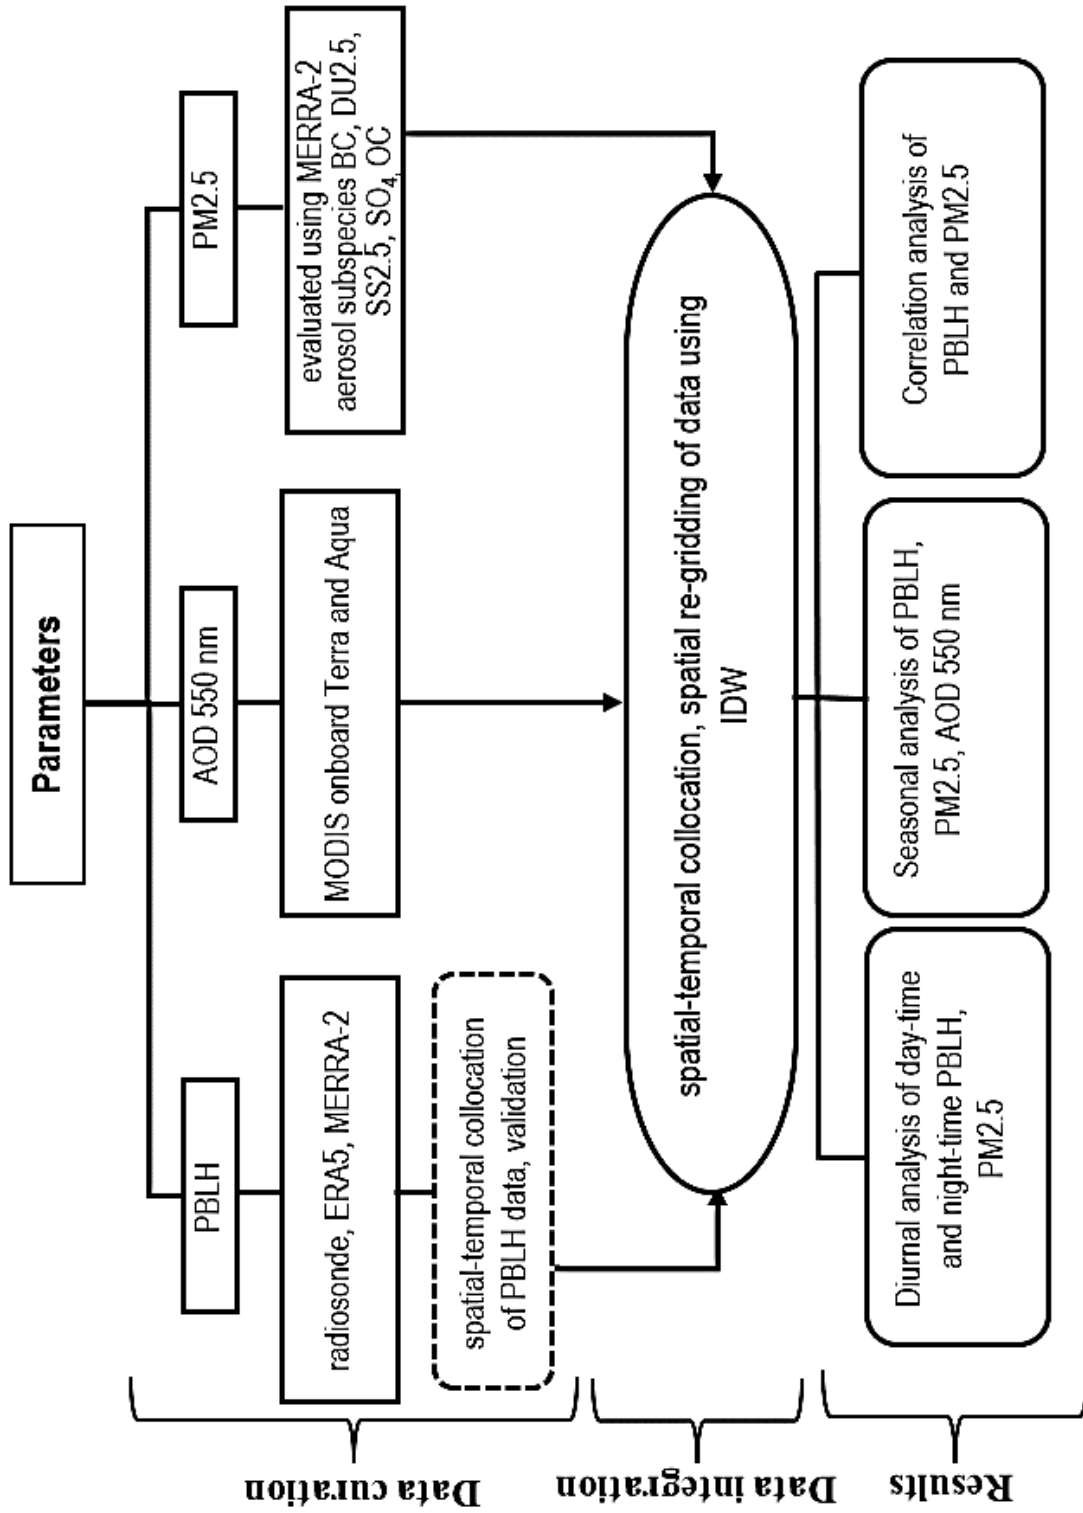 Parameters
PBLH
AOD 550 nm
PM2.5
radiosonde, ERA5, MERRA-2
MODIS onboard Terra and Aqua
evaluated using MERRA-2
aerosol subspecies BC, DU2.5,
SS2.5, SO4, OC
spatial-temporal collocation
of PBLH data, validation
Data curation
spatial-temporal collocation, spatial re-gridding of data using
IDW
Data integration
Diurnal analysis of day-time
and night-time PBLH,
PM2.5
Seasonal analysis of PBLH,
PM2.5, AOD 550 nm
Correlation analysis of
PBLH and PM2.5
Results